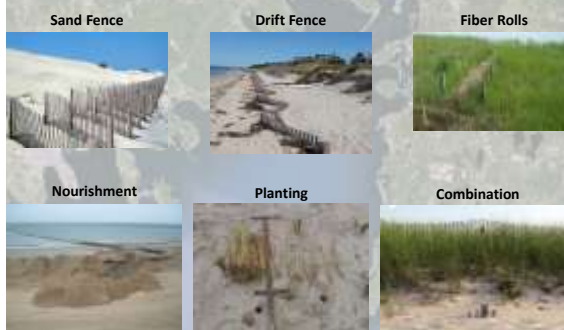 Sand Fence
Drift Fence
Fiber Rolls
Nourishment
Planting
Combination